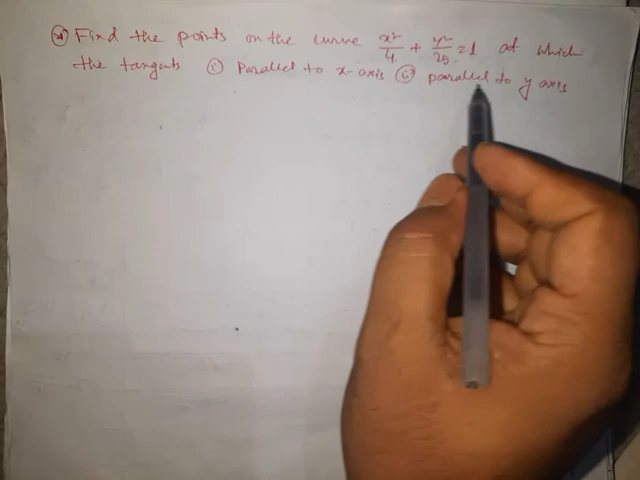 * Find the points on the curve x²/4 + y²/25 = 1 at which
the tangents (i) Parallel to x-axis (ii) parallel to y axis